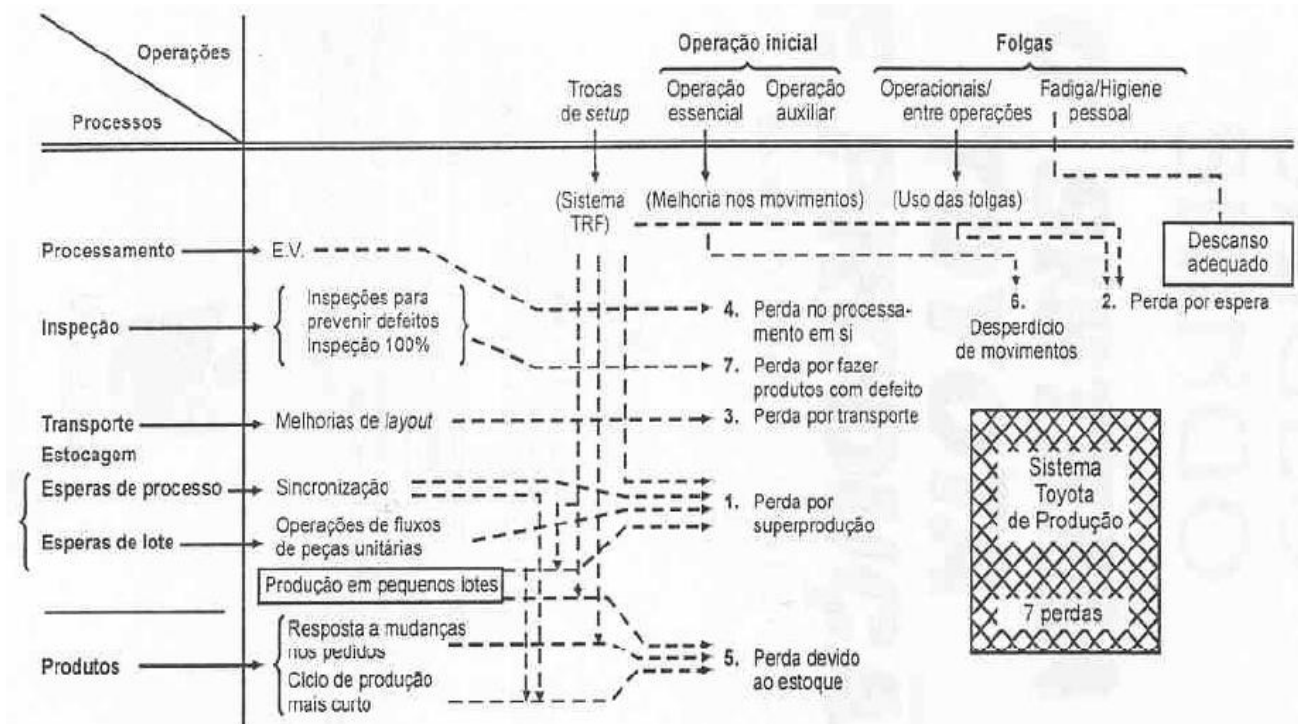 Operações
Processos
Operação inicial
Folgas
Trocas
de setup
Operação
essencial
Operação
auxiliar
Operacionais/
entre operações
Fadiga/Higiene
pessoal
(Sistema
TRF)
(Melhoria nos movimentos)
(Uso das folgas)
Descanso
adequado
Processamento
E.V.
Inspeção
Inspeções para
prevenir defeitos
Inspeção 100%
4. Perda no processa-
mento em si
6.
Desperdício
de movimentos
2. Perda por espera
7. Perda por fazer
produtos com defeito
Transporte
Melhorias de layout
3. Perda por transporte
Estocagem
Esperas de processo
Sincronização
1. Perda por
superprodução
Esperas de lote
Operações de fluxos
de peças unitárias
Produção em pequenos lotes
Produtos
Resposta a mudanças
nos pedidos
Ciclo de produção
mais curto
5. Perda devido
ao estoque
Sistema
Toyota
de Produção
7 perdas